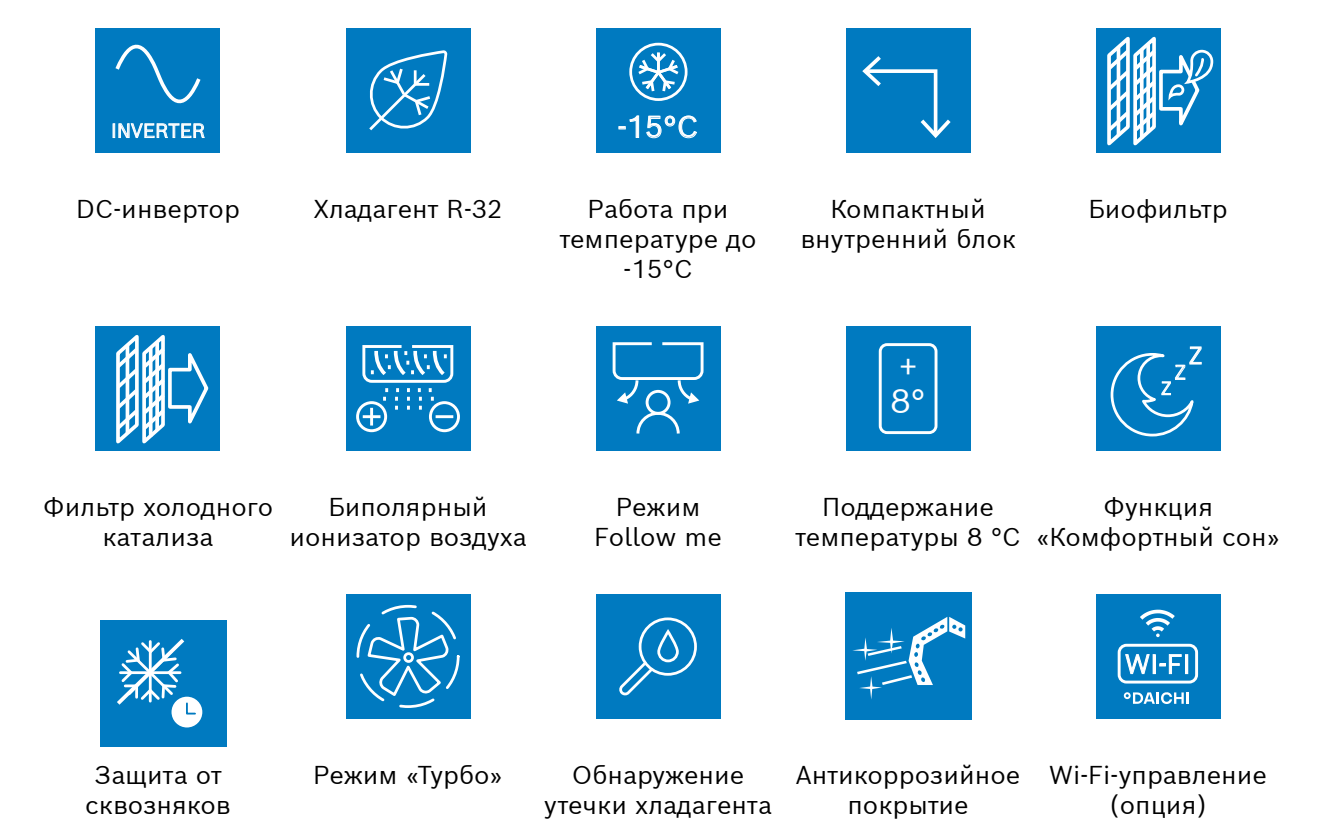 INVERTER
DC-инвертор
Хладагент R-32
-15°C
Работа при
температуре до
-15°C
Компактный
внутренний блок
Биофильтр
Фильтр холодного
катализа
Биполярный
ионизатор воздуха
Режим
Follow me
+
8°
Поддержание
температуры 8 °C
z z Z
Функция
«Комфортный сон»
Защита от
сквозняков
Режим «Турбо»
Обнаружение
утечки хладагента
Антикоррозийное
покрытие
WI-FI
°DAICHI
Wi-Fi-управление
(опция)